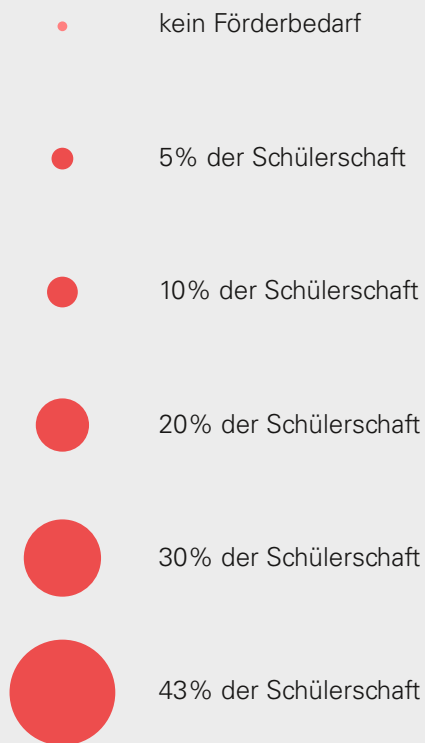 kein Förderbedarf
5% der Schülerschaft
10% der Schülerschaft
20% der Schülerschaft
30% der Schülerschaft
43% der Schülerschaft